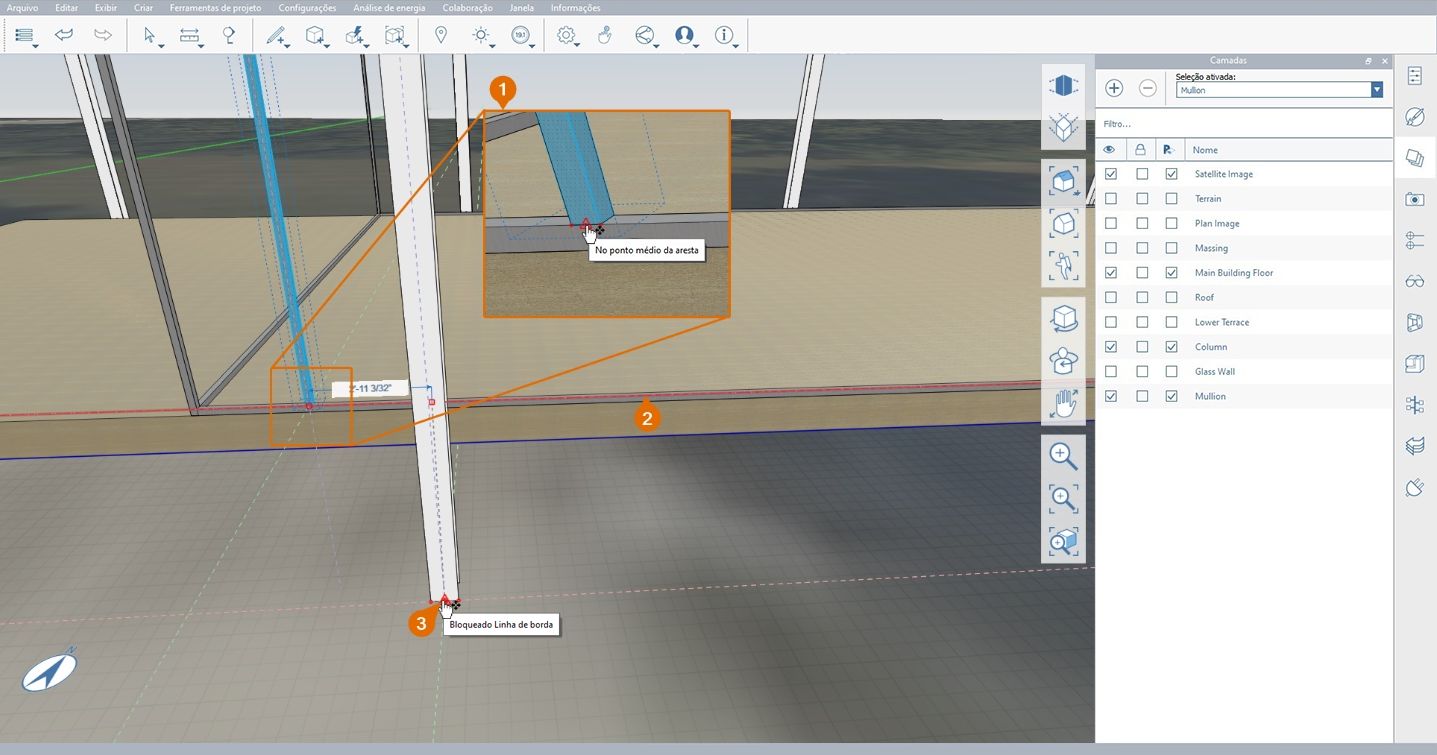 Arquivo Editar Exibir Criar Ferramentas de projeto Configurações Análise de energia Colaboração Janela Informações
19.1
Camadas
Seleção ativada:
Mullion
Filtro...
Nome
Satellite Image
Terrain
Plan Image
Massing
Main Building Floor
Roof
Lower Terrace
Column
Glass Wall
Mullion
1
No ponto médio da aresta
-11 3/32"
2
3
Bloqueado Linha de borda
N